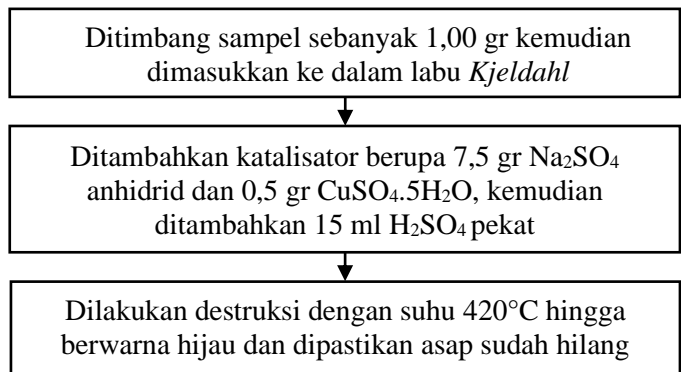 Ditimbang sampel sebanyak 1,00 gr kemudian
dimasukkan ke dalam labu Kjeldahl
Ditambahkan katalisator berupa 7,5 gr Na₂SO₄
anhidrid dan 0,5 gr CuSO₄.5H₂O, kemudian
ditambahkan 15 ml H₂SO₄ pekat
Dilakukan destruksi dengan suhu 420°C hingga
berwarna hijau dan dipastikan asap sudah hilang